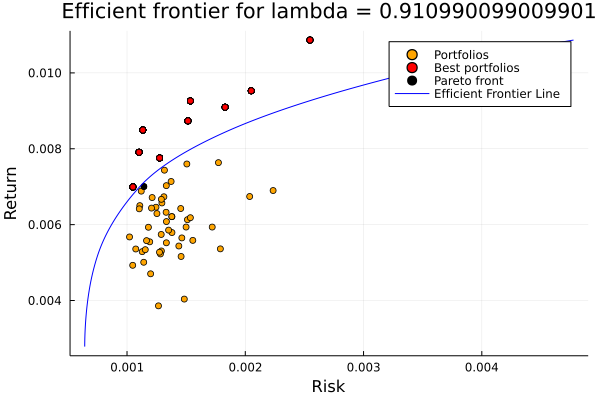 Efficient frontier for lambda = 0.910990099009901
Portfolios
Best portfolios
Pareto front
Efficient Frontier Line
Return
0.010
0.008
0.006
0.004
0.001 0.002 0.003 0.004
Risk